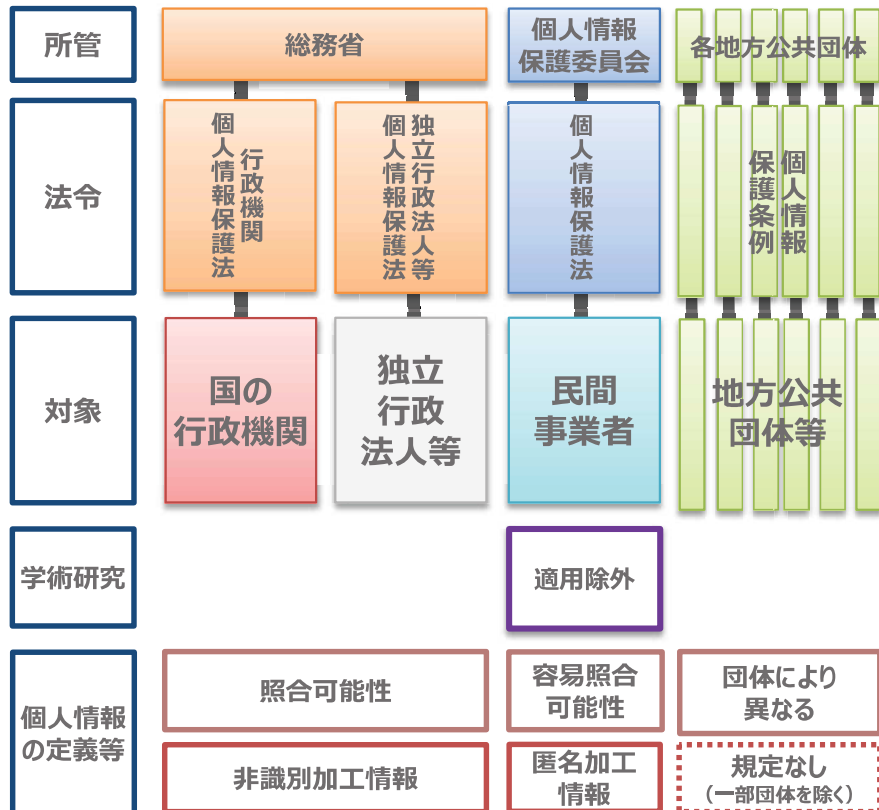 所管
総務省
個人情報
保護委員会
各地方公共団体
法令
行政機関
個人情報保護法
独立行政法人等
個人情報保護法
個人情報保護法
個人情報
保護条例
対象
国の
行政機関
独立
行政
法人等
民間
事業者
地方公共
団体等
学術研究
適用除外
個人情報
の定義等
照合可能性
容易照合
可能性
団体により
異なる
非識別加工情報
匿名加工
情報
規定なし
（一部団体を除く）